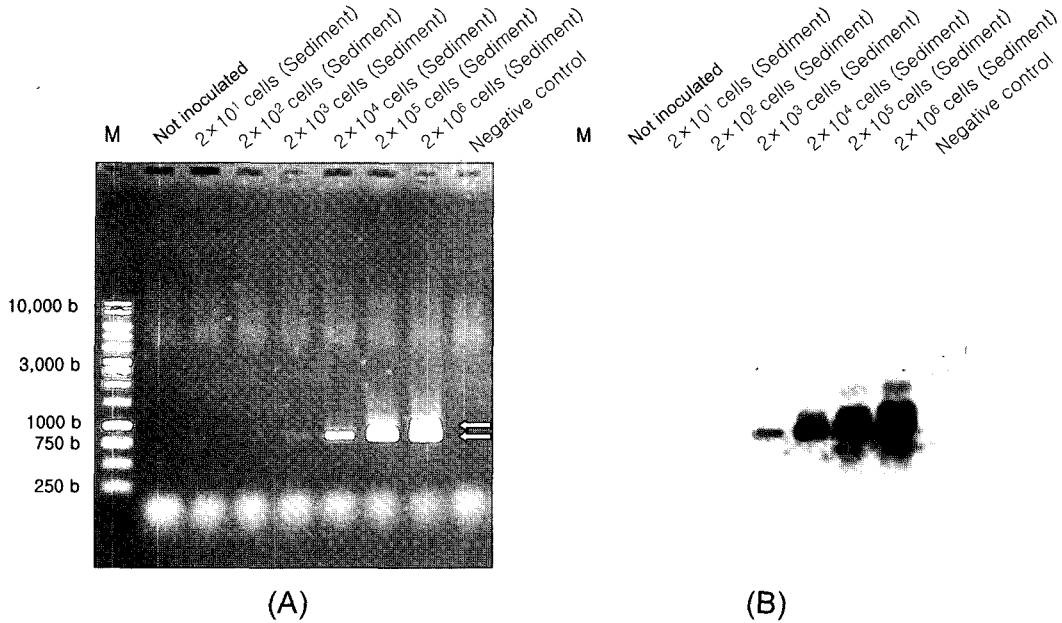 M
Not inoculated
2×10¹ cells (Sediment)
2×10² cells (Sediment)
2×10³ cells (Sediment)
2×10⁴ cells (Sediment)
2×10⁵ cells (Sediment)
2×10⁶ cells (Sediment)
Negative control
10,000 b
3,000 b
1000 b
750 b
250 b
(A)
M
Not inoculated
2×10¹ cells (Sediment)
2×10² cells (Sediment)
2×10³ cells (Sediment)
2×10⁴ cells (Sediment)
2×10⁵ cells (Sediment)
2×10⁶ cells (Sediment)
Negative control
(B)